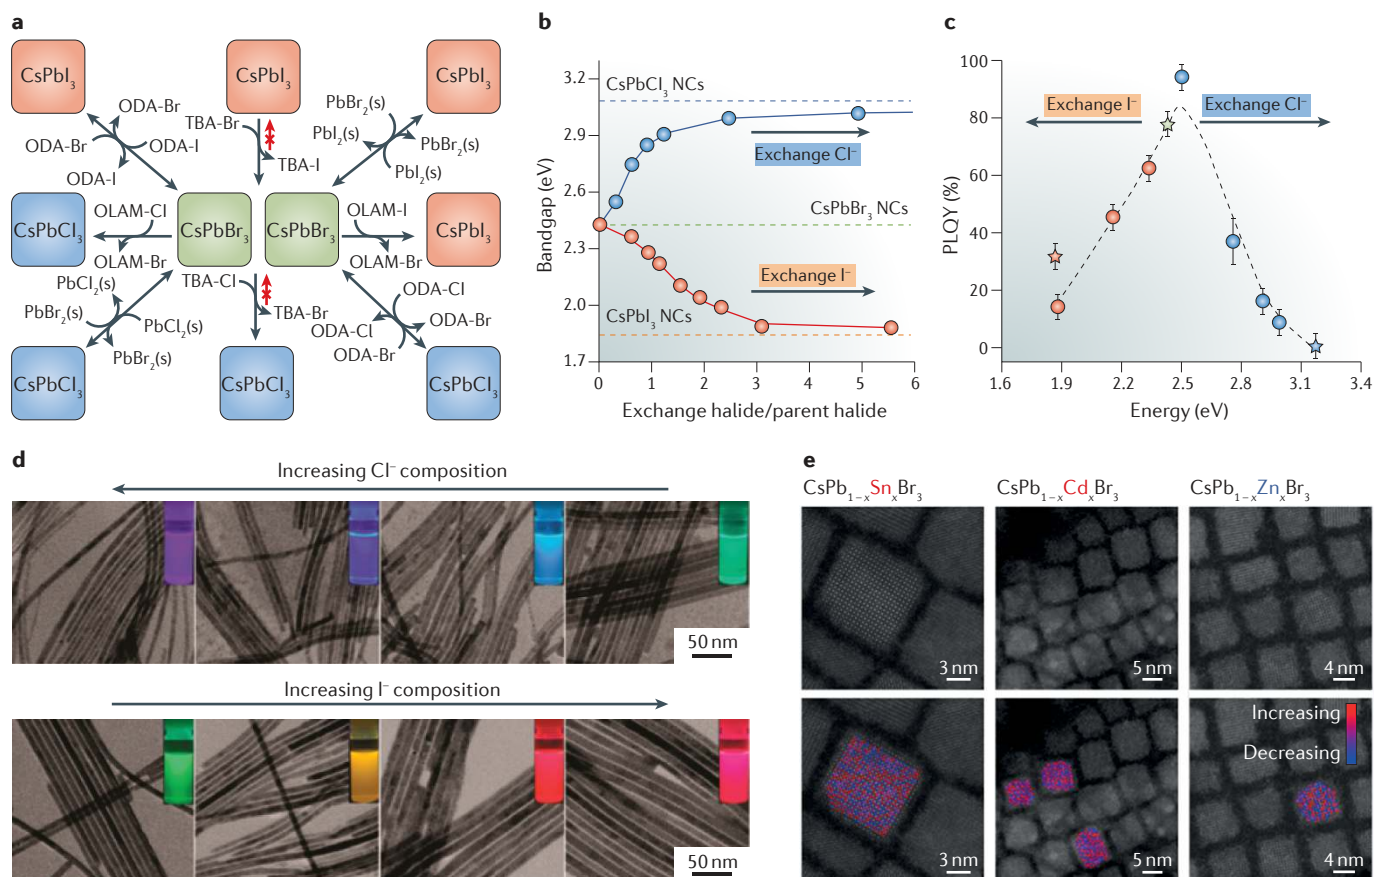 a
CsPbI3
CsPbI3
CsPbI3
ODA-Br
ODA-Br
ODA-I
ODA-I
TBA-Br
TBA-I
PbBr2(s)
PbI2(s)
PbBr2(s)
PbI2(s)
CsPbCl3
OLAM-Cl
OLAM-Br
CsPbBr3
CsPbBr3
OLAM-I
OLAM-Br
CsPbI3
PbCl2(s)
PbBr2(s)
PbCl2(s)
PbBr2(s)
TBA-Cl
TBA-Br
ODA-Cl
ODA-Cl
ODA-Br
ODA-Br
CsPbCl3
CsPbCl3
CsPbCl3
b
Bandgap (eV)
3.2
2.9
2.6
2.3
2.0
1.7
CsPbCl3 NCs
Exchange Cl−
CsPbBr3 NCs
Exchange I−
CsPbI3 NCs
0 1 2 3 4 5 6
Exchange halide/parent halide
c
PLQY (%)
100
80
60
40
20
0
Exchange I−
Exchange Cl−
1.6 1.9 2.2 2.5 2.8 3.1 3.4
Energy (eV)
d
Increasing Cl− composition
50 nm
Increasing I− composition
50 nm
e
CsPb1−xSnxBr3
CsPb1−xCdxBr3
CsPb1−xZnxBr3
3 nm
5 nm
4 nm
Increasing
Decreasing
3 nm
5 nm
4 nm